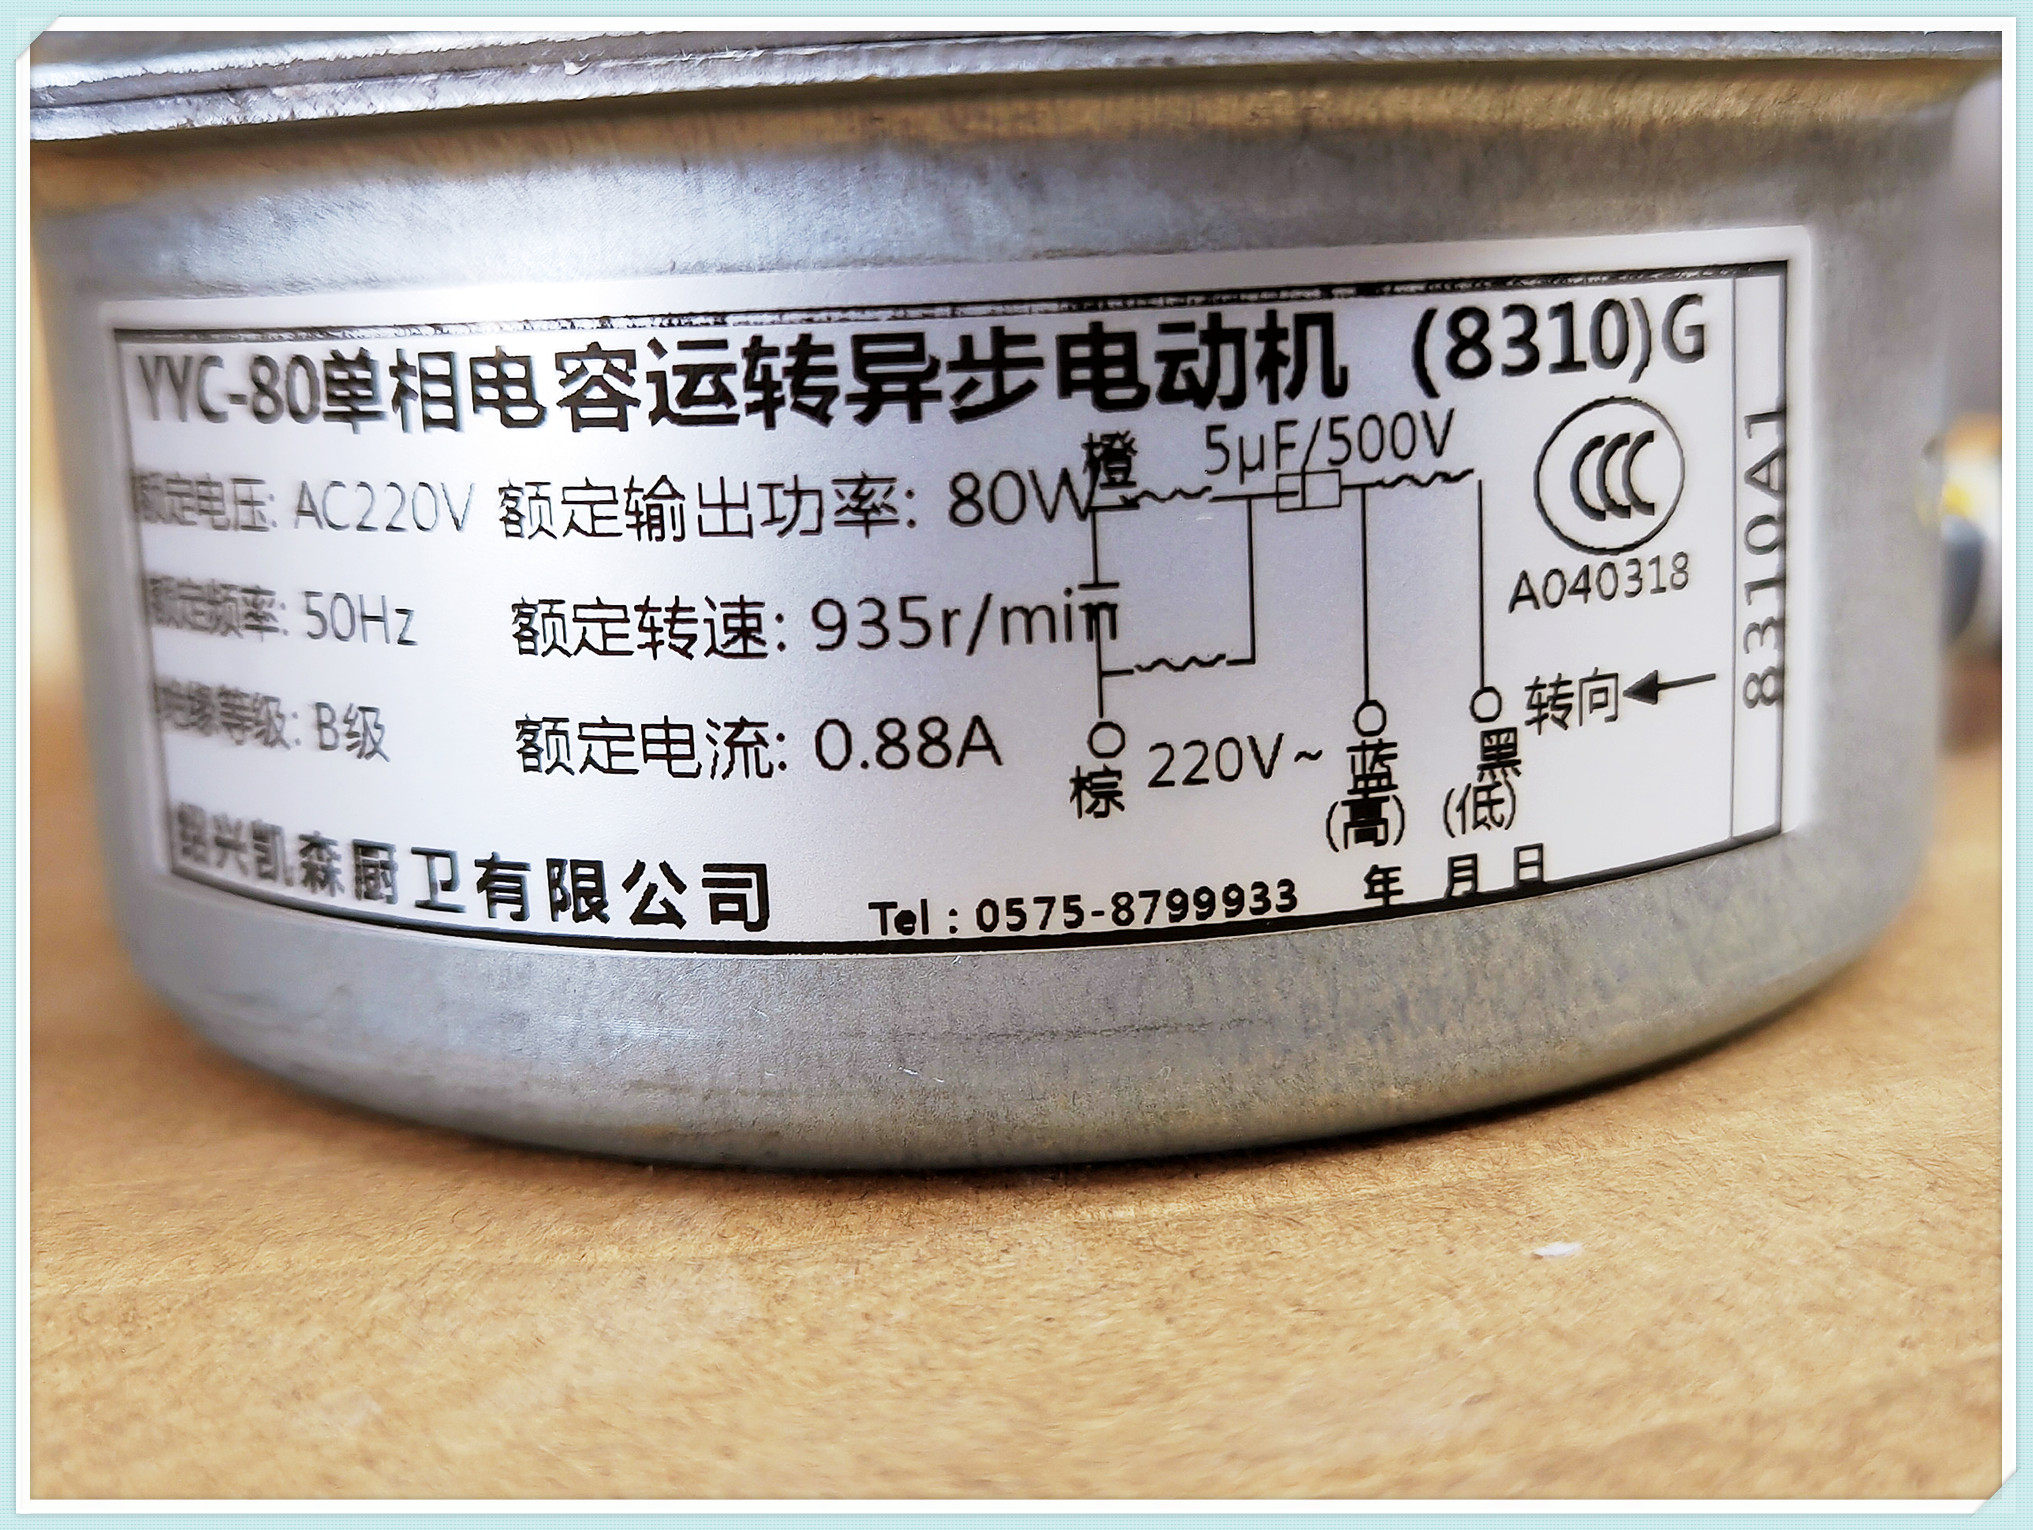 YYC-80单相电容运转异步电动机 (8310)G
额定电压: AC220V 额定输出功率: 80W
额定频率: 50Hz 额定转速: 935r/min
绝缘等级: B级 额定电流: 0.88A
橙
5μF/500V
棕
220V~
蓝
(高)
黑
(低)
CCC
A040318
转向
8310A1
绍兴凯森厨卫有限公司 Tel : 0575-8799933 年 月 日